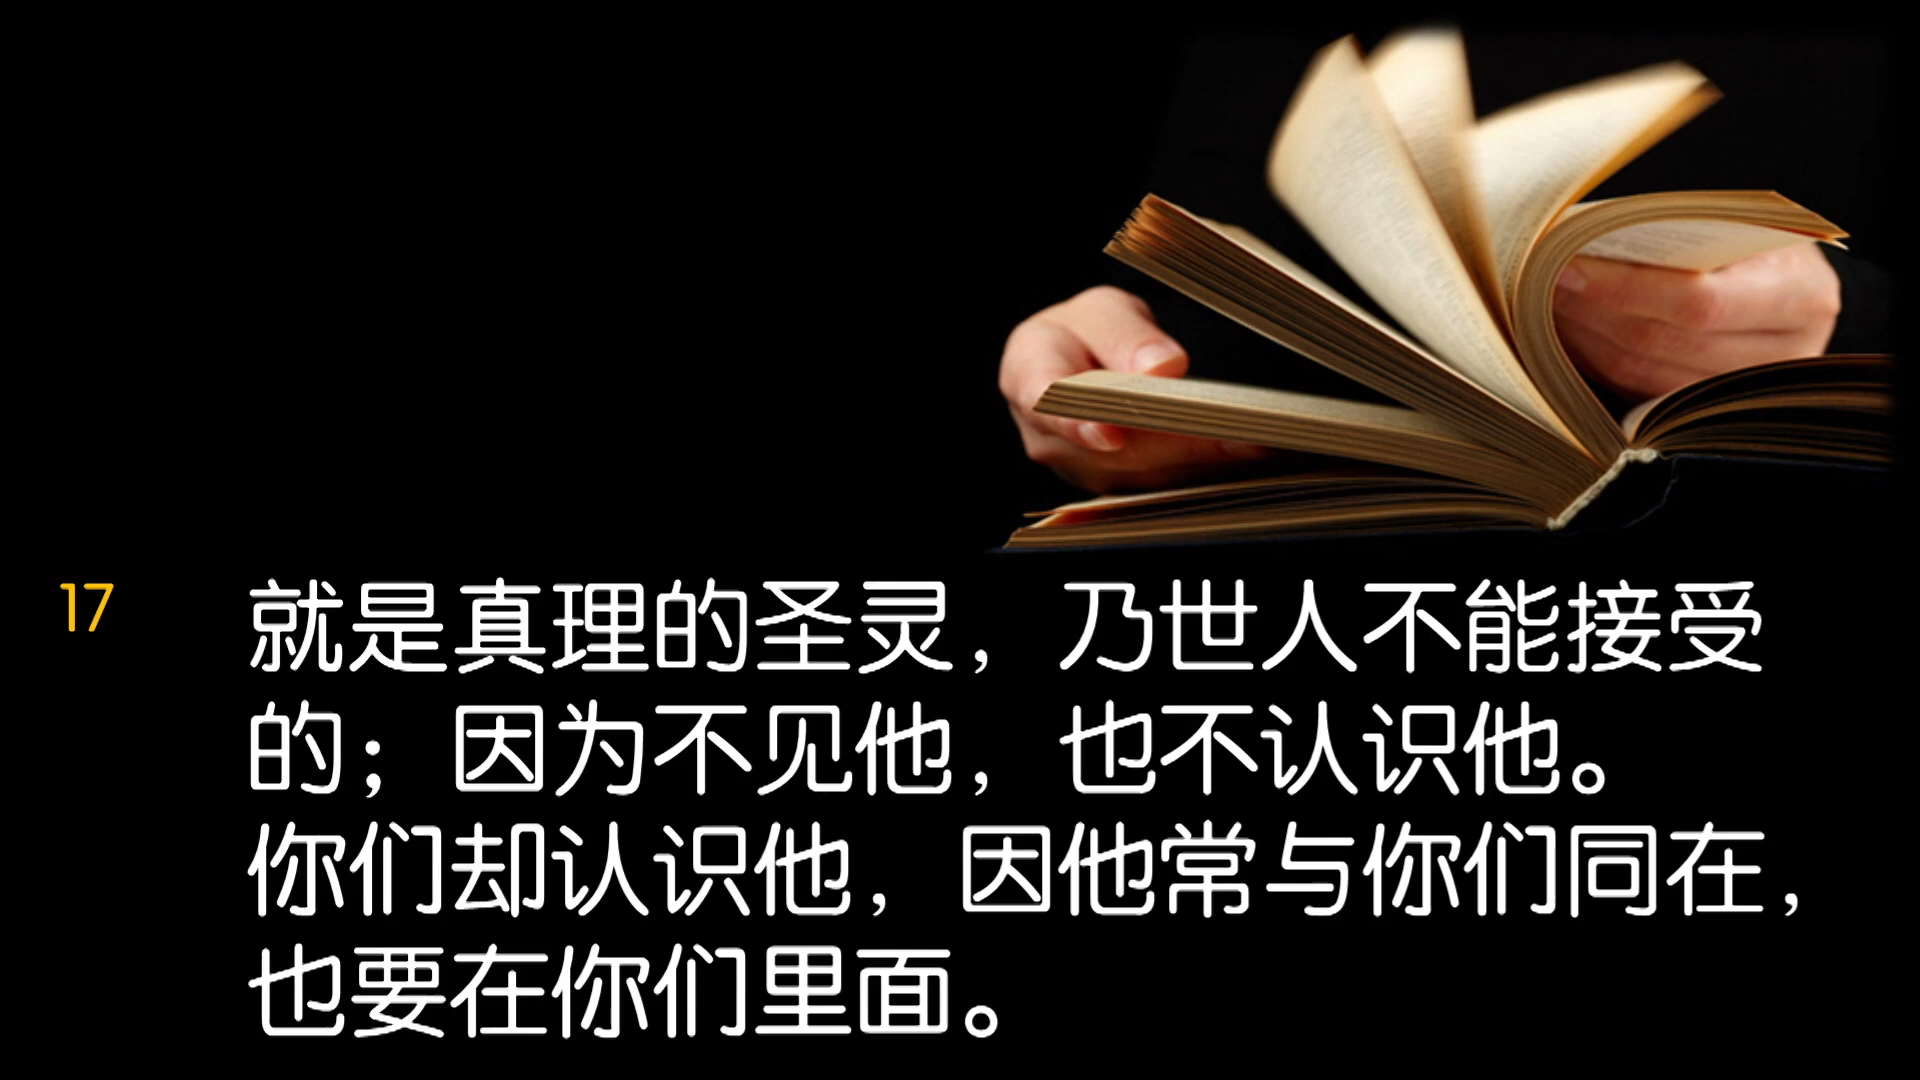 17 就是真理的圣灵，乃世人不能接受
的；因为不见他，也不认识他。
你们却认识他，因他常与你们同在，
也要在你们里面。